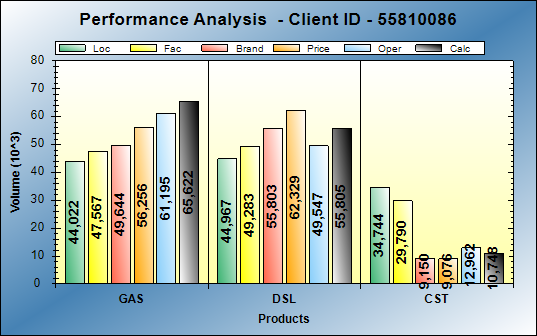 Performance Analysis - Client ID - 55810086
Loc Fac Brand Price Oper Calc
Volume (10^3)
80
70
60
50
40
30
20
10
0
44,022 47,567 49,644 56,256 61,195 65,622
44,967 49,283 55,803 62,329 49,547 55,805
34,744 29,790 9,150 9,076 12,962 10,748
GAS DSL CST
Products